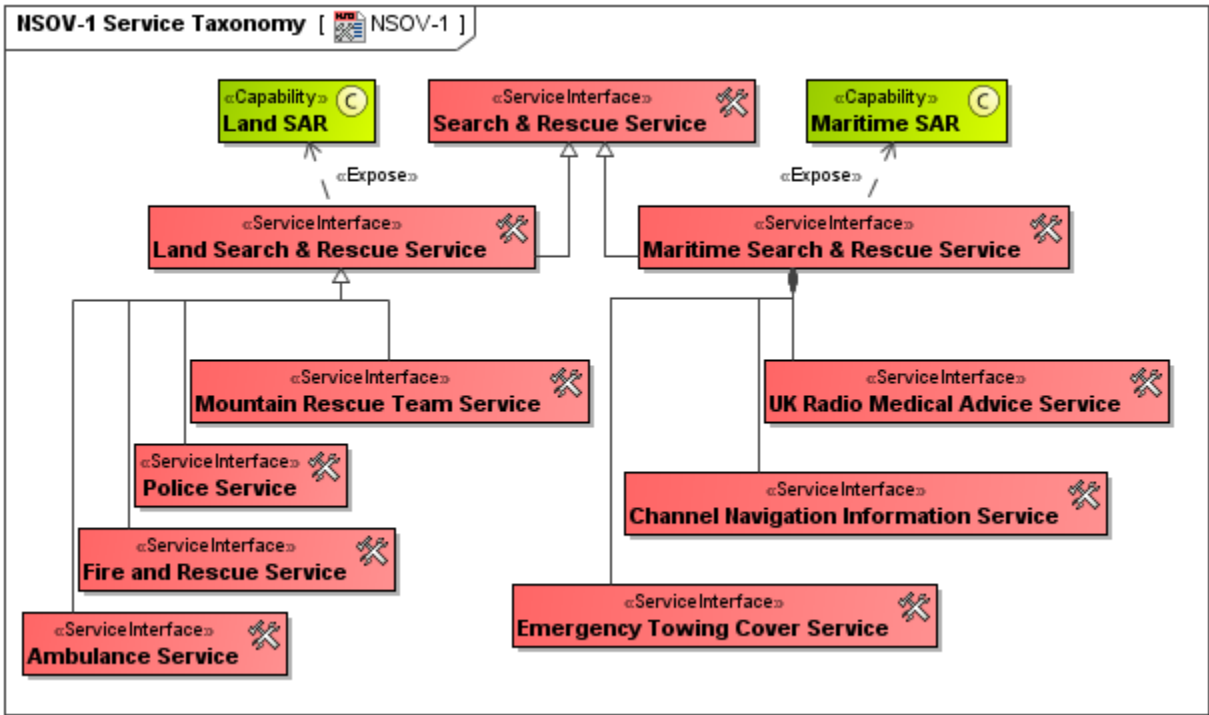 NSOV-1 Service Taxonomy [ NSOV-1 ]
«Capability» C
Land SAR
«ServiceInterface»
Search & Rescue Service
«Capability» C
Maritime SAR
«Expose»
«Expose»
«ServiceInterface»
Land Search & Rescue Service
«ServiceInterface»
Maritime Search & Rescue Service
«ServiceInterface»
Mountain Rescue Team Service
«ServiceInterface»
UK Radio Medical Advice Service
«ServiceInterface»
Police Service
«ServiceInterface»
Channel Navigation Information Service
«ServiceInterface»
Fire and Rescue Service
«ServiceInterface»
Emergency Towing Cover Service
«ServiceInterface»
Ambulance Service